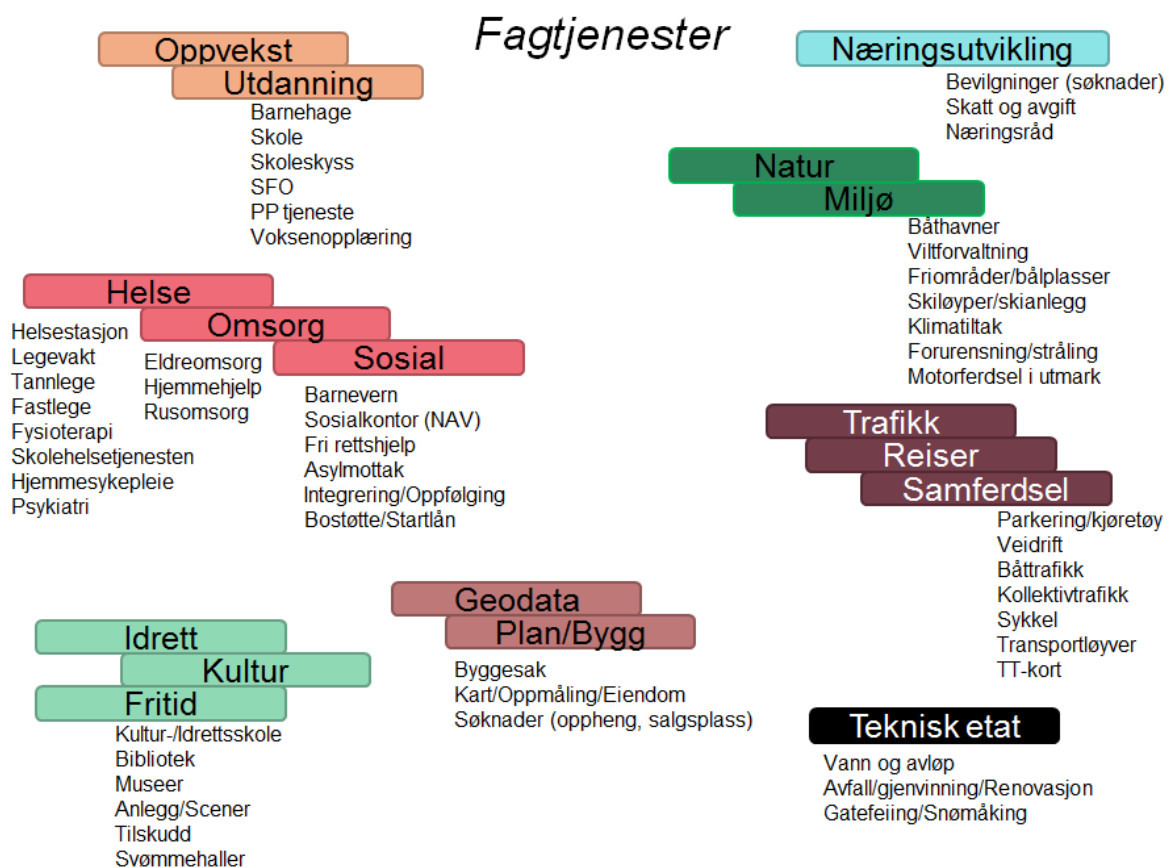 Fagtjenester
Oppvekst
Utdanning
Barnehage
Skole
Skoleskyss
SFO
PP tjeneste
Voksenopplæring
Næringsutvikling
Bevilgninger (søknader)
Skatt og avgift
Næringsråd
Natur
Miljø
Båthavner
Viltforvaltning
Friområder/bålplasser
Skiløyper/skianlegg
Klimatiltak
Forurensning/stråling
Motorferdsel i utmark
Helse
Helsestasjon
Legevakt
Tannlege
Fastlege
Fysioterapi
Skolehelsetjenesten
Hjemmesykepleie
Psykiatri
Omsorg
Eldreomsorg
Hjemmehjelp
Rusomsorg
Sosial
Barnevern
Sosialkontor (NAV)
Fri rettshjelp
Asylmottak
Integrering/Oppfølging
Bostøtte/Startlån
Trafikk
Reiser
Samferdsel
Parkering/kjøretøy
Veidrift
Båttrafikk
Kollektivtrafikk
Sykkel
Transportløyver
TT-kort
Idrett
Kultur
Fritid
Kultur-/Idrettsskole
Bibliotek
Museer
Anlegg/Scener
Tilskudd
Svømmehaller
Geodata
Plan/Bygg
Byggesak
Kart/Oppmåling/Eiendom
Søknader (oppheng, salgsplass)
Teknisk etat
Vann og avløp
Avfall/gjenvinning/Renovasjon
Gatefeiing/Snømåking